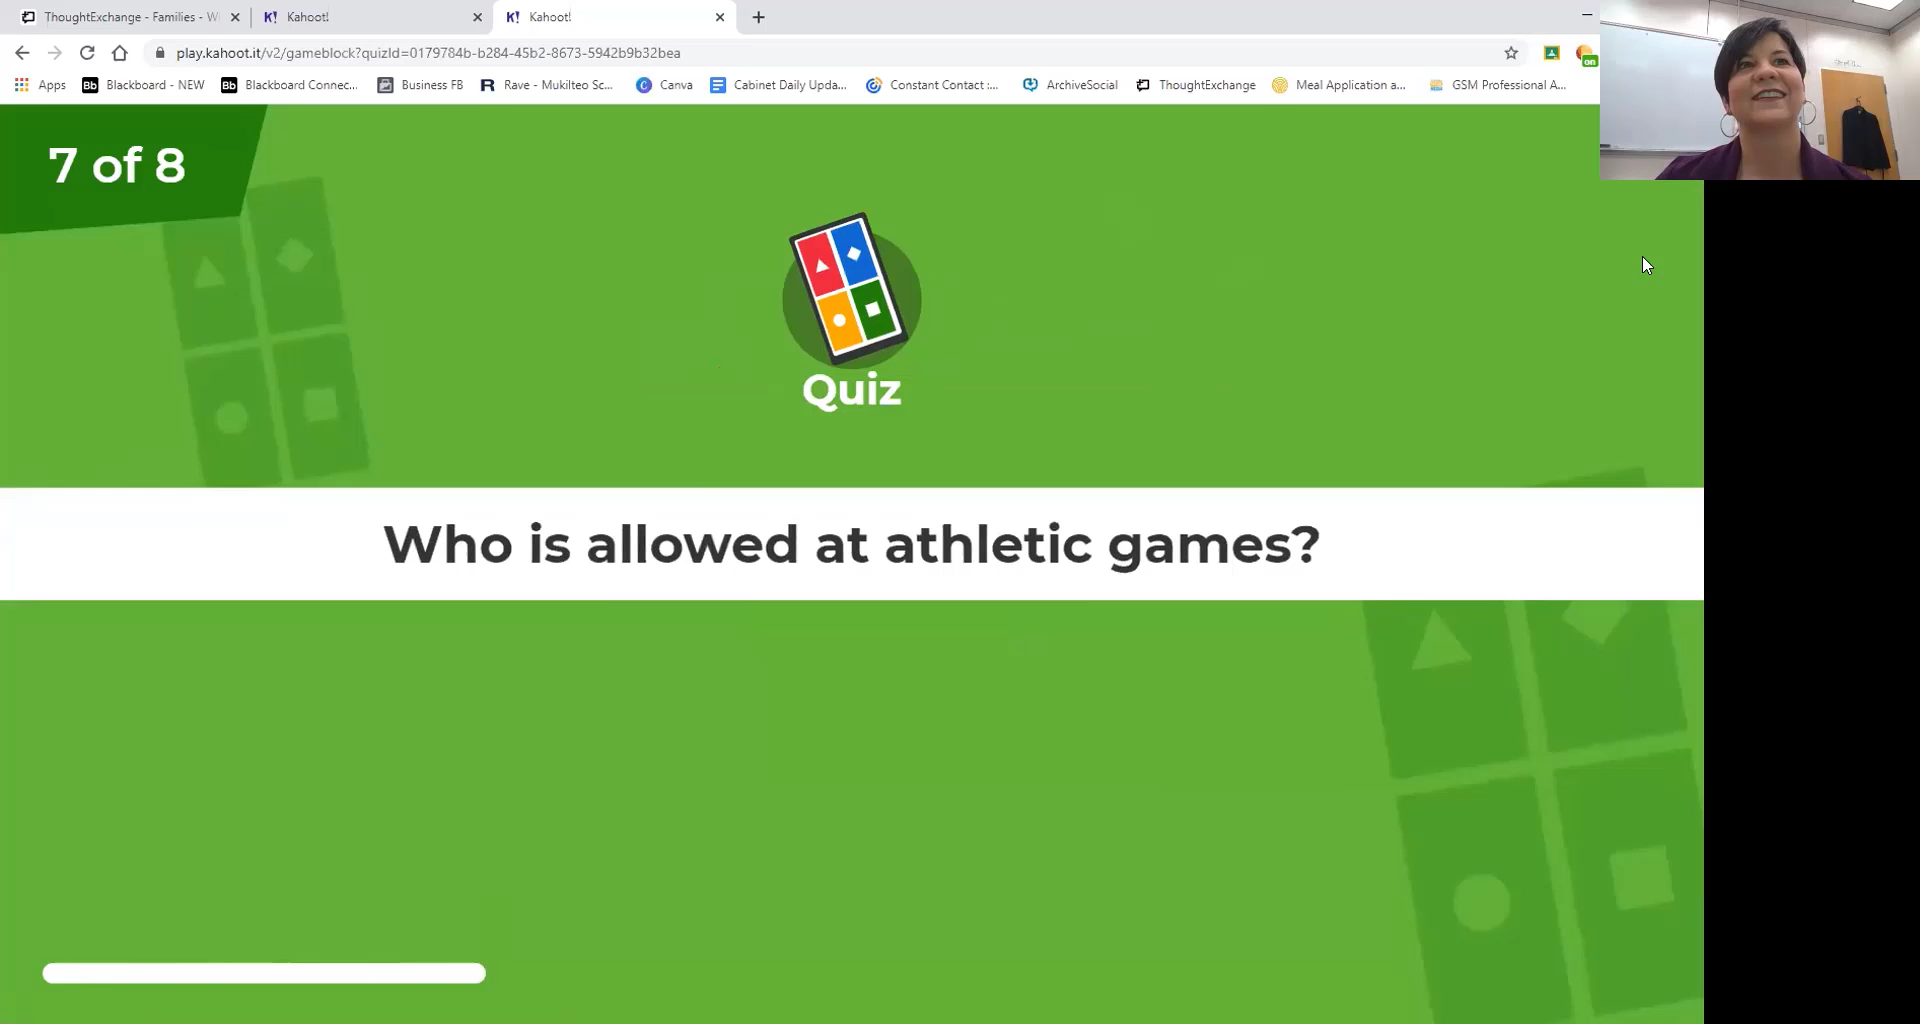 ThoughtExchange - Families - W
Kahoot!
Kahoot!
play.kahoot.it/v2/gameblock?quizId=0179784b-b284-45b2-8673-5942b9b32bea
on
Apps
Blackboard - NEW
Blackboard Connec...
Business FB
Rave - Mukilteo Sc...
Canva
Cabinet Daily Upda...
Constant Contact :...
ArchiveSocial
ThoughtExchange
Meal Application a...
GSM Professional A...
7 of 8
Quiz
Who is allowed at athletic games?